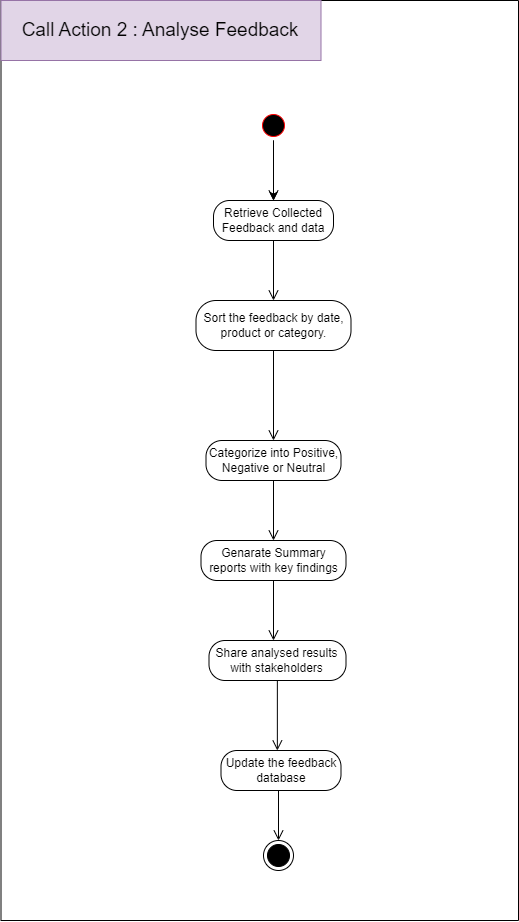 Call Action 2 : Analyse Feedback
Retrieve Collected
Feedback and data
Sort the feedback by date,
product or category.
Categorize into Positive,
Negative or Neutral
Genarate Summary
reports with key findings
Share analysed results
with stakeholders
Update the feedback
database